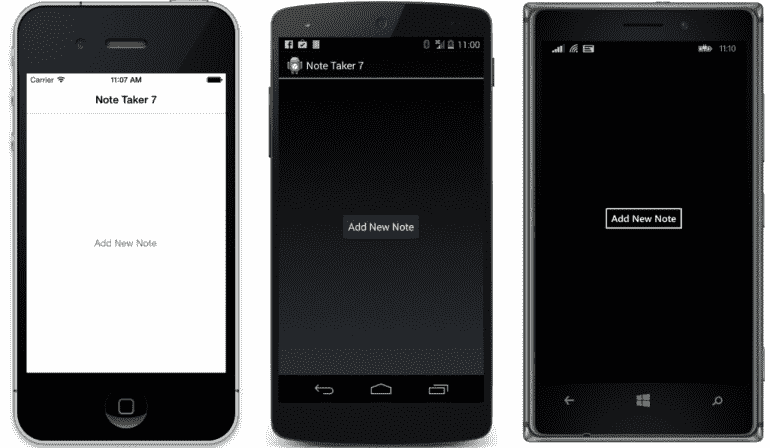 Carrier 11:07 AM
Note Taker 7
Add New Note
11:00
Note Taker 7
Add New Note
11:10
Add New Note